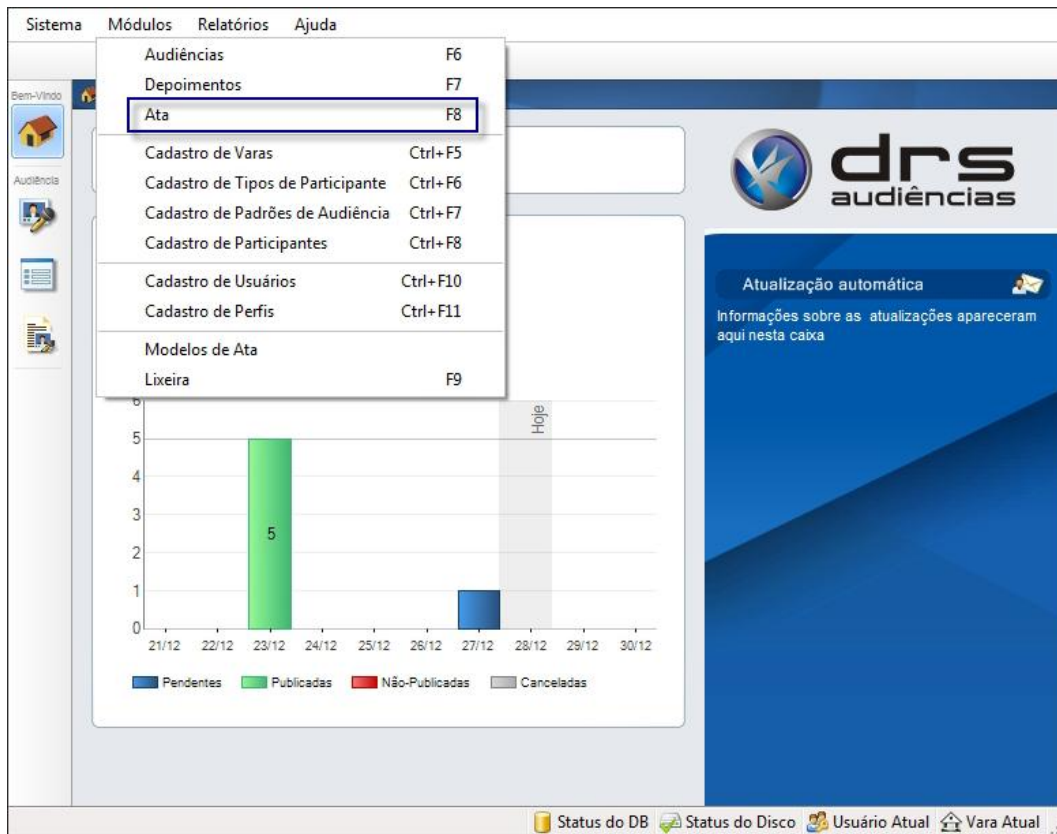 Sistema Módulos Relatórios Ajuda
Audiências F6
Depoimentos F7
Ata F8
Cadastro de Varas Ctrl+F5
Cadastro de Tipos de Participante Ctrl+F6
Cadastro de Padrões de Audiência Ctrl+F7
Cadastro de Participantes Ctrl+F8
Cadastro de Usuários Ctrl+F10
Cadastro de Perfis Ctrl+F11
Modelos de Ata
Lixeira F9
Bem-Vindo
Audiência
drs
audiências
Atualização automática
Informações sobre as atualizações apareceram
aqui nesta caixa
6
5
4
3
2
1
0
5
Hoje
21/12 22/12 23/12 24/12 25/12 26/12 27/12 28/12 29/12 30/12
Pendentes Publicadas Não-Publicadas Canceladas
Status do DB Status do Disco Usuário Atual Vara Atual